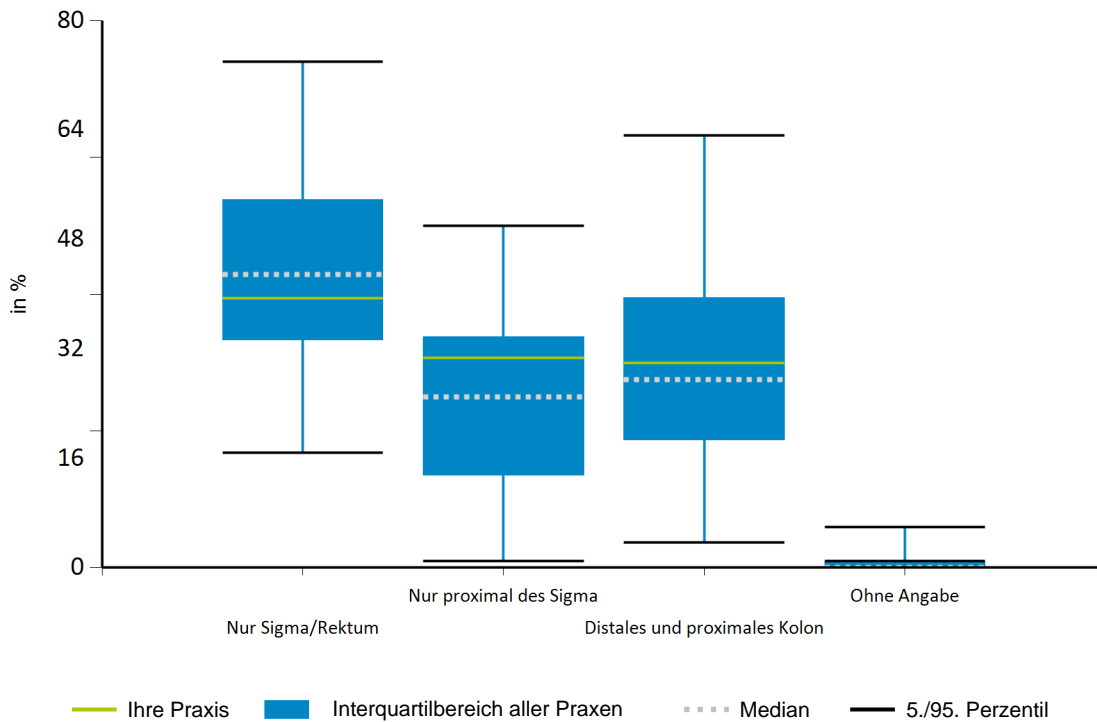 80
64
48
32
16
0
in %
Nur proximal des Sigma
Ohne Angabe
Nur Sigma/Rektum
Distales und proximales Kolon
Ihre Praxis
Interquartilbereich aller Praxen
Median
5./95. Perzentil